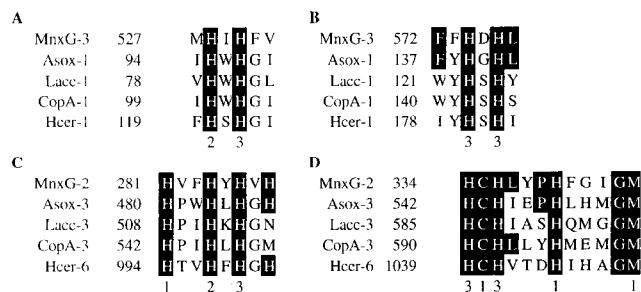 A
MnxG-3 527 M H I H F V
Asox-1 94 I H W H G I
Lacc-1 78 V H W H G L
CopA-1 99 I H W H G I
Hcer-1 119 F H S H G I
2 3
B
MnxG-3 572 F F H D H L
Asox-1 137 F Y H G H L
Lacc-1 121 W Y H S H Y
CopA-1 140 W Y H S H S
Hcer-1 178 I Y H S H I
3 3
C
MnxG-2 281 H V F H Y H V H
Asox-3 480 H P W H L H G H
Lacc-3 508 H P I H K H G N
CopA-3 542 H P I H L H G M
Hcer-6 994 H T V H F H G H
1 2 3
D
MnxG-2 334 H C H L Y P H F G I G M
Asox-3 542 H C H I E P H L H M G M
Lacc-3 585 H C H I A S H Q M G G M
CopA-3 590 H C H L L Y H M E M G M
Hcer-6 1039 H C H V T D H I H A G M
3 1 3 1 1